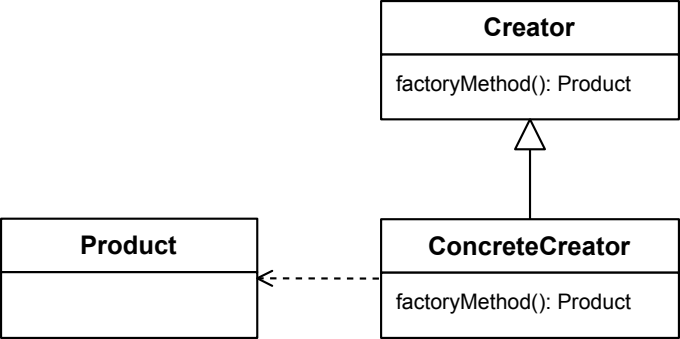 Creator
factoryMethod(): Product
Product
ConcreteCreator
factoryMethod(): Product